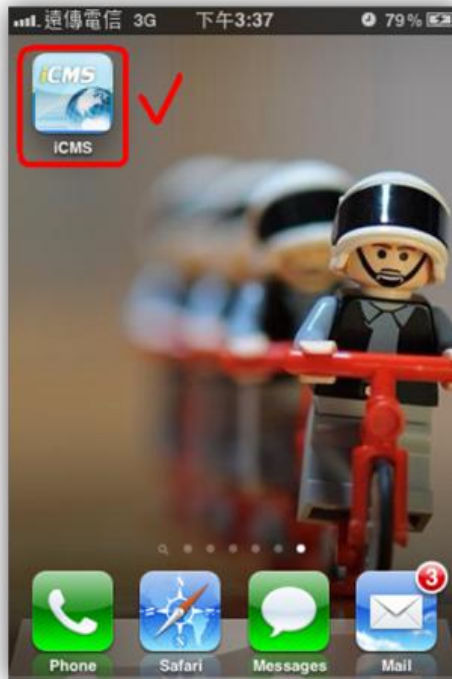 遠傳電信 3G 下午3:37 79%
iCMS
iCMS
3
Phone Safari Messages Mail